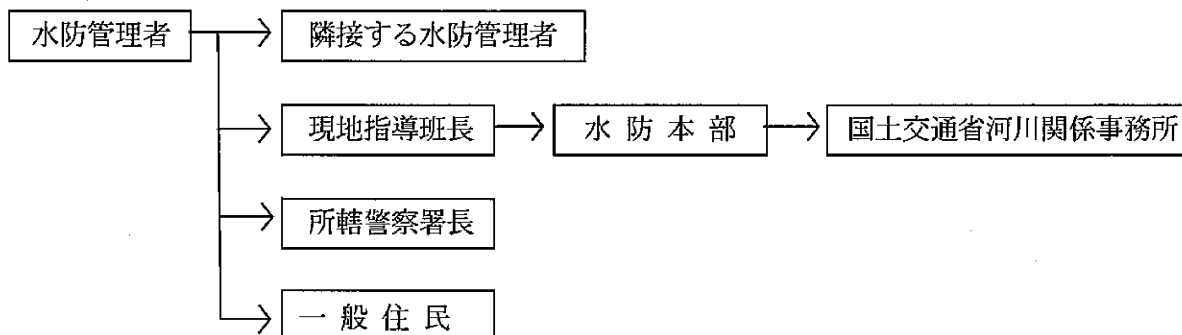 水防管理者 隣接する水防管理者
現地指導班長 水防本部 国土交通省河川関係事務所
所轄警察署長
一般住民